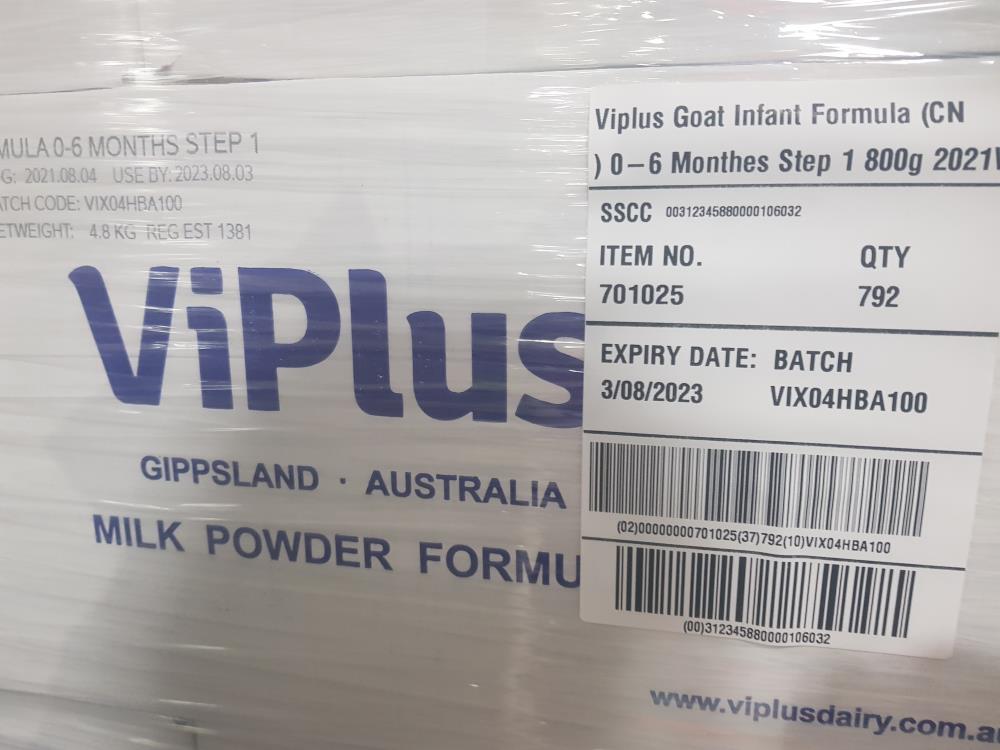 MULA 0-6 MONTHS STEP 1
G: 2021.08.04 USE BY: 2023.08.03
ATCH CODE: VIX04HBA100
ETWEIGHT: 4.8 KG REG EST 1381
ViPlus
GIPPSLAND · AUSTRALIA
MILK POWDER FORMU
Viplus Goat Infant Formula (CN
) 0-6 Monthes Step 1 800g 2021V
SSCC 00312345880000106032
ITEM NO. QTY
701025 792
EXPIRY DATE: BATCH
3/08/2023 VIX04HBA100
(02)00000000701025(37)792(10)VIX04HBA100
(00)312345880000106032
www.viplusdairy.com.a